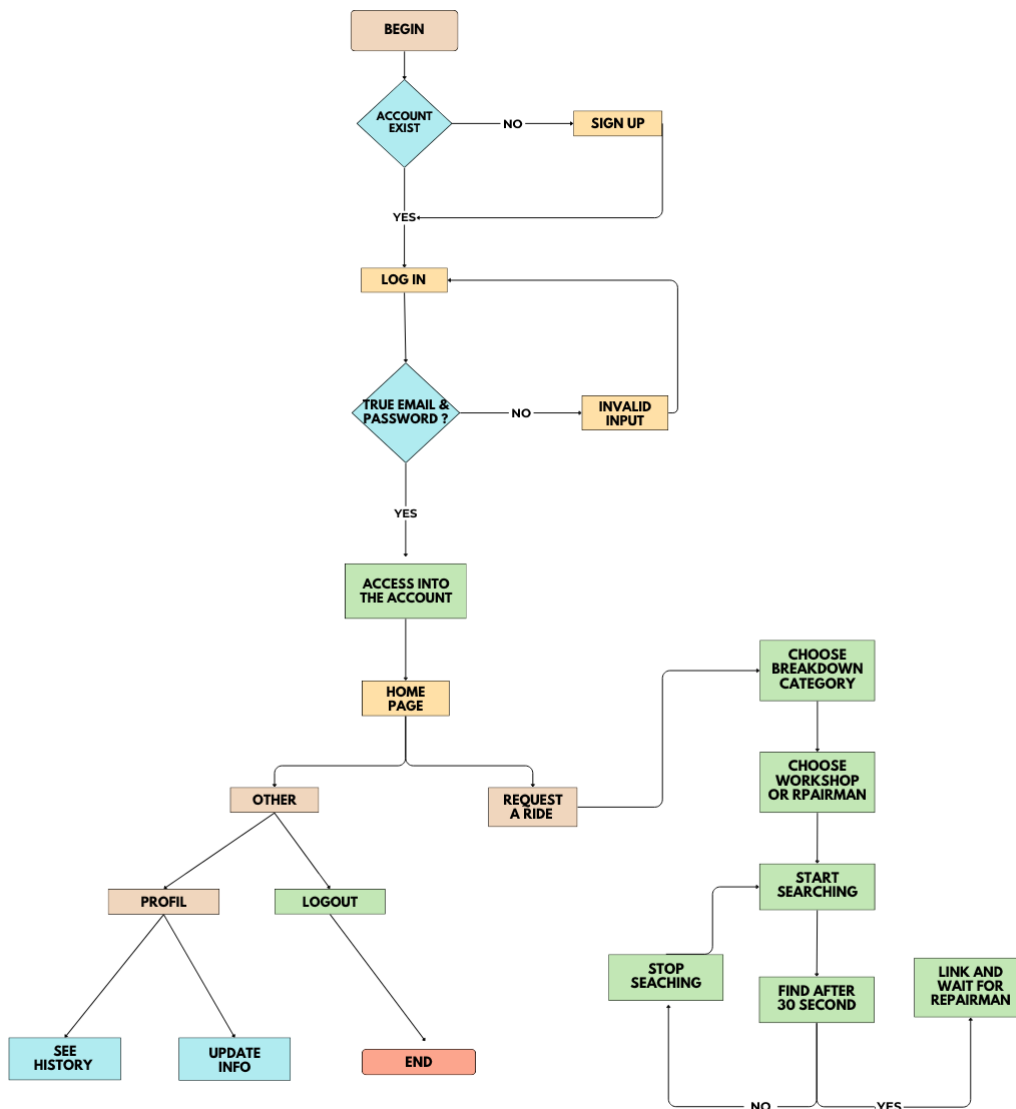 BEGIN
ACCOUNT
EXIST
NO
SIGN UP
YES
LOG IN
TRUE EMAIL &
PASSWORD ?
NO
INVALID
INPUT
YES
ACCESS INTO
THE ACCOUNT
HOME
PAGE
CHOOSE
BREAKDOWN
CATEGORY
CHOOSE
WORKSHOP
OR RPAIRMAN
OTHER
REQUEST
A RIDE
START
SEARCHING
PROFIL
LOGOUT
STOP
SEACHING
FIND AFTER
30 SECOND
LINK AND
WAIT FOR
REPAIRMAN
SEE
HISTORY
UPDATE
INFO
END
NO
YES